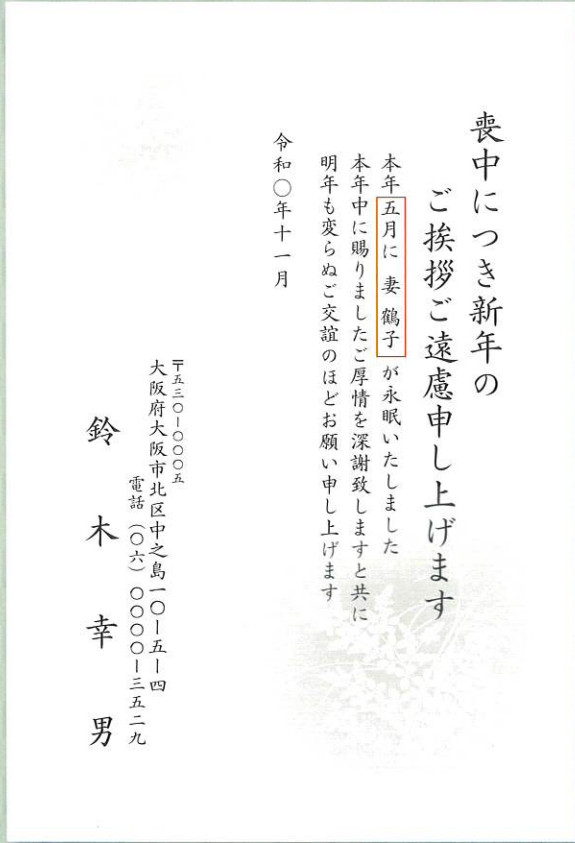 喪中につき新年の
ご挨拶ご遠慮申し上げます
本年五月に 妻 鶴子 が永眠いたしました
本年中に賜りましたご厚情を深謝致しますと共に
明年も変らぬご交誼のほどお願い申し上げます
令和〇年十一月
〒五三〇-〇〇〇五
大阪府大阪市北区中之島一〇-五-四
電話(〇六)〇〇〇〇-三五二九
鈴木幸男